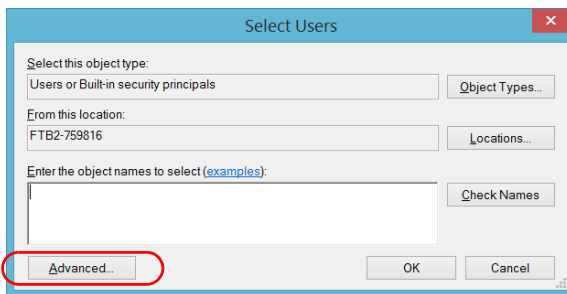 Select Users
Select this object type:
Users or Built-in security principals
Object Types...
From this location:
FTB2-759816
Locations...
Enter the object names to select (examples):
Check Names
Advanced...
OK
Cancel